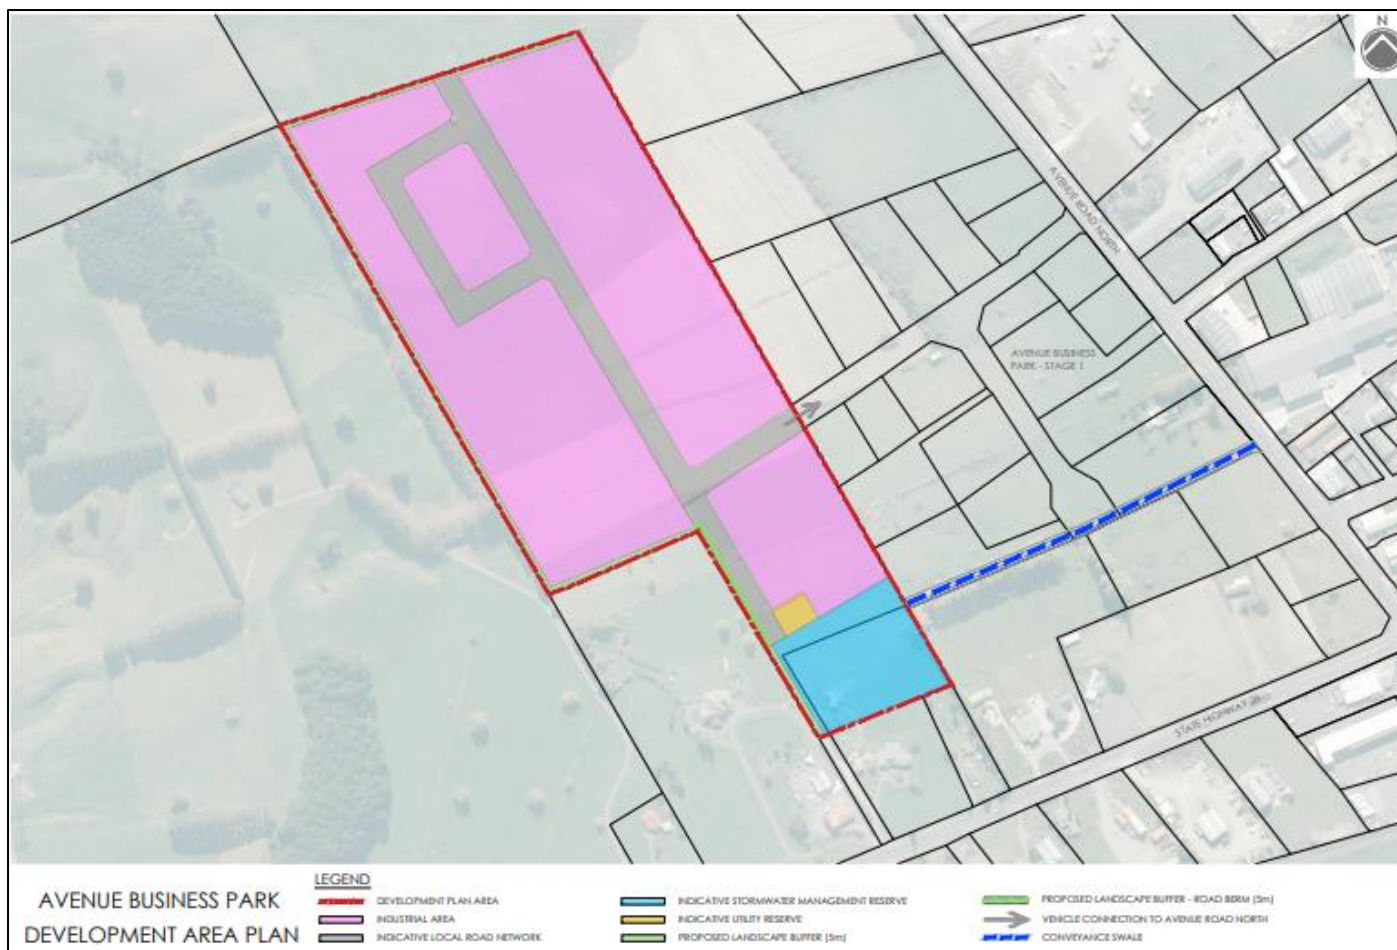 N
AVENUE ROAD NORTH
AVENUE BUSINESS
PARK - STAGE 1
STATE HIGHWAY
AVENUE BUSINESS PARK
DEVELOPMENT AREA PLAN
LEGEND
DEVELOPMENT PLAN AREA
INDUSTRIAL AREA
INDICATIVE LOCAL ROAD NETWORK
INDICATIVE STORMWATER MANAGEMENT RESERVE
INDICATIVE UTILITY RESERVE
PROPOSED LANDSCAPE BUFFER (5m)
PROPOSED LANDSCAPE BUFFER - ROAD BERM (5m)
VEHICLE CONNECTION TO AVENUE ROAD NORTH
CONVEYANCE SWALE